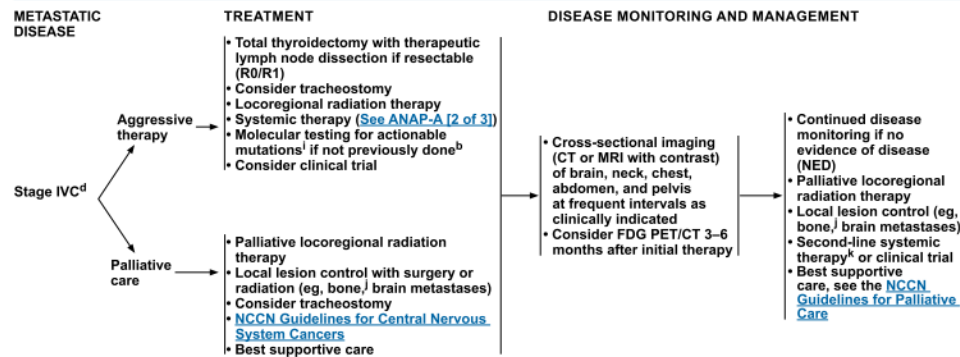 METASTATIC
DISEASE
TREATMENT
DISEASE MONITORING AND MANAGEMENT
Stage IVCᵈ
Aggressive
therapy
• Total thyroidectomy with therapeutic
lymph node dissection if resectable
(R0/R1)
• Consider tracheostomy
• Locoregional radiation therapy
• Systemic therapy (See ANAP-A [2 of 3])
• Molecular testing for actionable
mutationsⁱ if not previously doneᵇ
• Consider clinical trial
Palliative
care
• Palliative locoregional radiation
therapy
• Local lesion control with surgery or
radiation (eg, bone,ʲ brain metastases)
• Consider tracheostomy
• NCCN Guidelines for Central Nervous
System Cancers
• Best supportive care
• Cross-sectional imaging
(CT or MRI with contrast)
of brain, neck, chest,
abdomen, and pelvis
at frequent intervals as
clinically indicated
• Consider FDG PET/CT 3–6
months after initial therapy
• Continued disease
monitoring if no
evidence of disease
(NED)
• Palliative locoregional
radiation therapy
• Local lesion control (eg,
bone,ʲ brain metastases)
• Second-line systemic
therapyᵏ or clinical trial
• Best supportive
care, see the NCCN
Guidelines for Palliative
Care